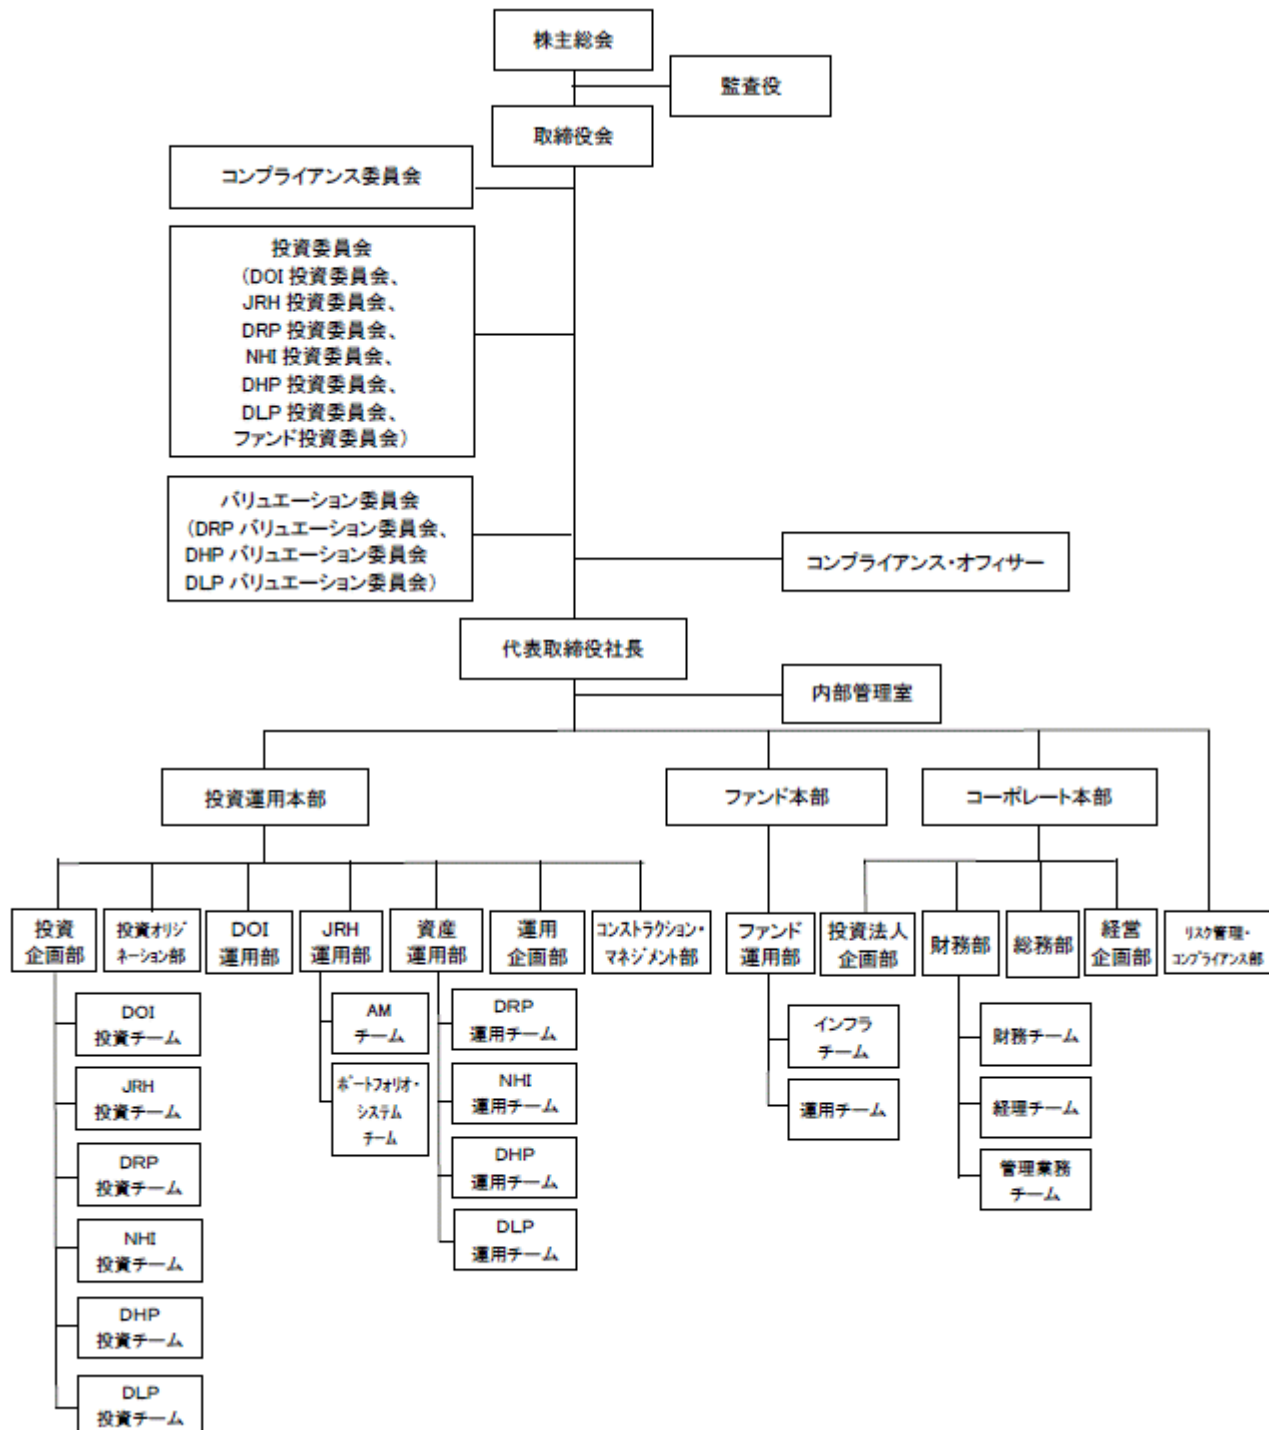 株主総会
監査役
取締役会
コンプライアンス委員会
投資委員会
(DOI 投資委員会、
JRH 投資委員会、
DRP 投資委員会、
NHI 投資委員会、
DHP 投資委員会、
DLP 投資委員会、
ファンド投資委員会)
バリュエーション委員会
(DRP バリュエーション委員会、
DHP バリュエーション委員会
DLP バリュエーション委員会)
コンプライアンス・オフィサー
代表取締役社長
内部管理室
投資運用本部
ファンド本部
コーポレート本部
投資
企画部
投資オリジ
ネーション部
DOI
運用部
JRH
運用部
資産
運用部
運用
企画部
コンストラクション・
マネジメント部
ファンド
運用部
投資法人
企画部
財務部
総務部
経営
企画部
リスク管理・
コンプライアンス部
DOI
投資チーム
JRH
投資チーム
DRP
投資チーム
NHI
投資チーム
DHP
投資チーム
DLP
投資チーム
AM
チーム
ポートフォリオ・
システム
チーム
DRP
運用チーム
NHI
運用チーム
DHP
運用チーム
DLP
運用チーム
インフラ
チーム
運用チーム
財務チーム
経理チーム
管理業務
チーム